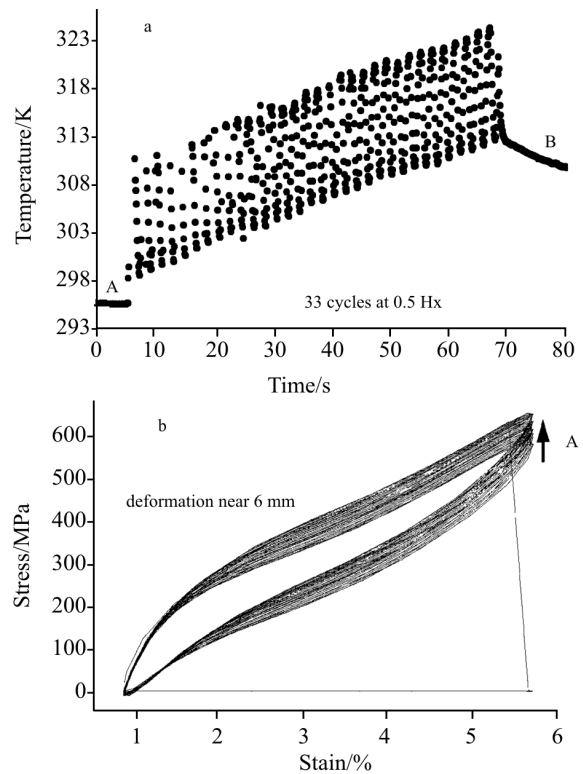 a
323
318
313
308
303
298
293
Temperature/K
A
B
33 cycles at 0.5 Hx
0 10 20 30 40 50 60 70 80
Time/s
b
600
500
400
300
200
100
0
Stress/MPa
A
deformation near 6 mm
1 2 3 4 5 6
Stain/%